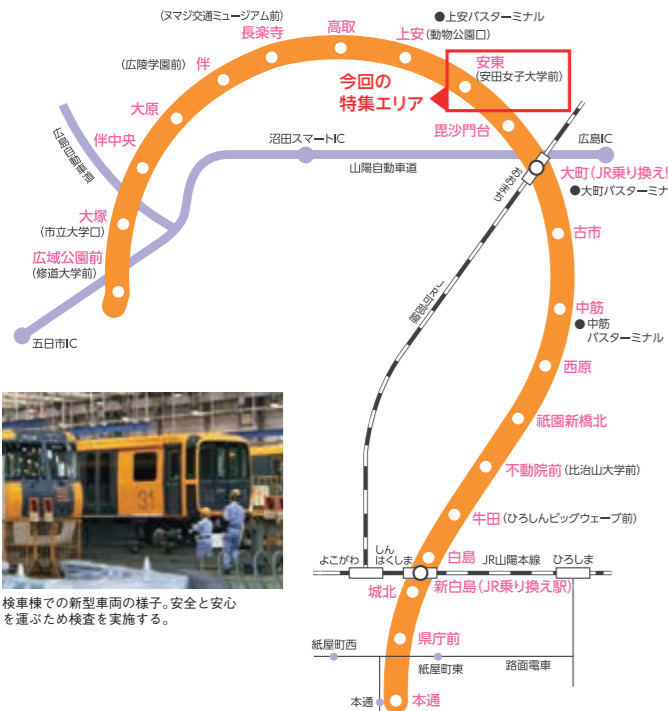 (ヌマジ交通ミュージアム前)
長楽寺
高取
上安(動物公園口)
●上安バスターミナル
(広陵学園前)
伴
今回の
特集エリア
安東
(安田女子大学前)
大原
毘沙門台
広島自動車道
伴中央
沼田スマートIC
広島IC
山陽自動車道
大町(JR乗り換え駅
おおまち
●大町バスターミナ
大塚
(市立大学口)
古市
広域公園前
(修道大学前)
JR可部線
中筋
●中筋
バスターミナル
五日市IC
西原
祇園新橋北
不動院前(比治山大学前)
31
牛田(ひろしんビッグウェーブ前)
よこがわ
しん
はくしま
白島
JR山陽本線
ひろしま
城北
新白島(JR乗り換え駅)
検車棟での新型車両の様子。安全と安心
を運ぶため検査を実施する。
県庁前
紙屋町西
紙屋町東
路面電車
本通
本通